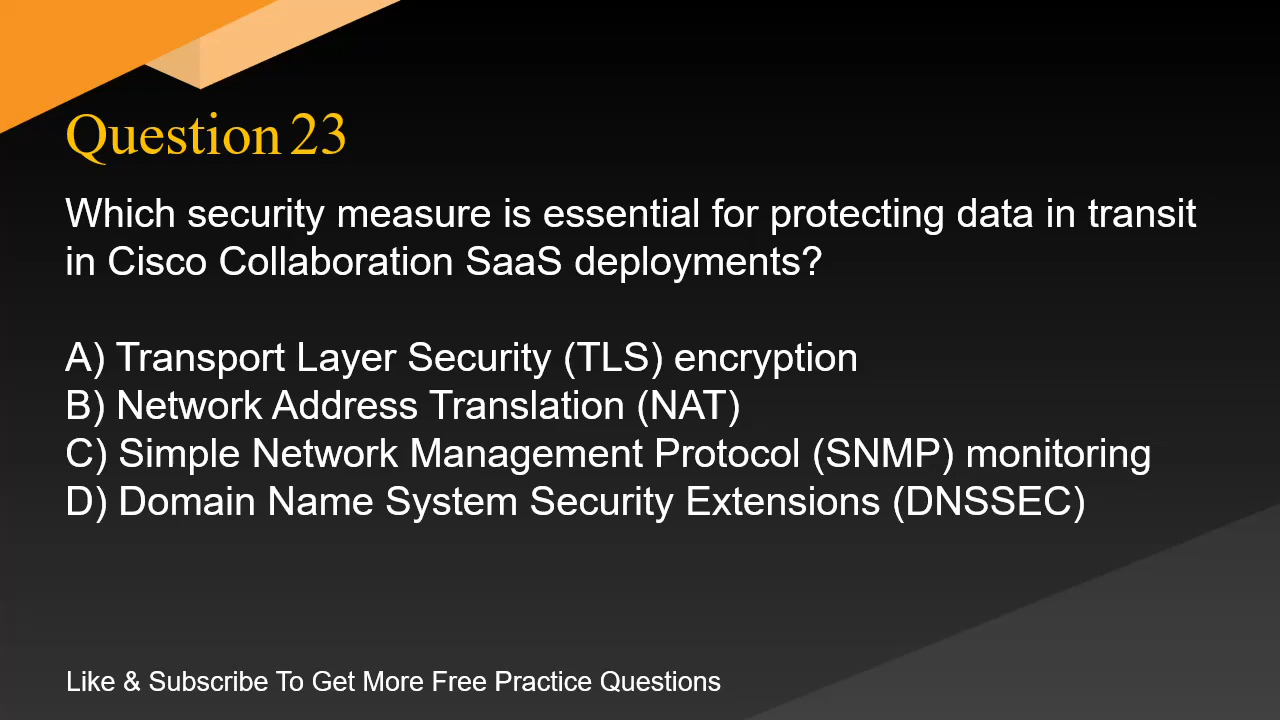 Question 23
Which security measure is essential for protecting data in transit
in Cisco Collaboration SaaS deployments?
A) Transport Layer Security (TLS) encryption
B) Network Address Translation (NAT)
C) Simple Network Management Protocol (SNMP) monitoring
D) Domain Name System Security Extensions (DNSSEC)
Like & Subscribe To Get More Free Practice Questions